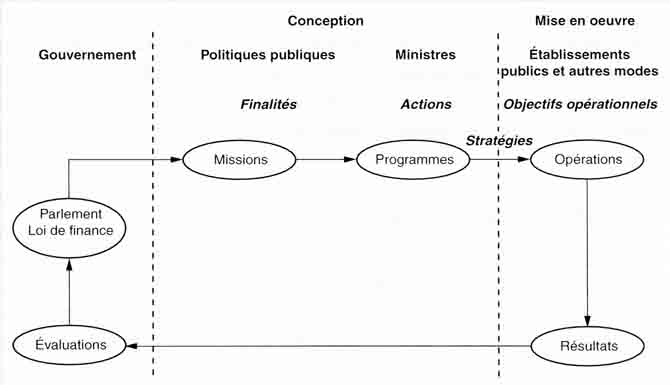 Conception
Mise en oeuvre
Gouvernement
Politiques publiques
Ministres
Établissements
publics et autres modes
Finalités
Actions
Objectifs opérationnels
Stratégies
Missions
Programmes
Opérations
Parlement
Loi de finance
Évaluations
Résultats